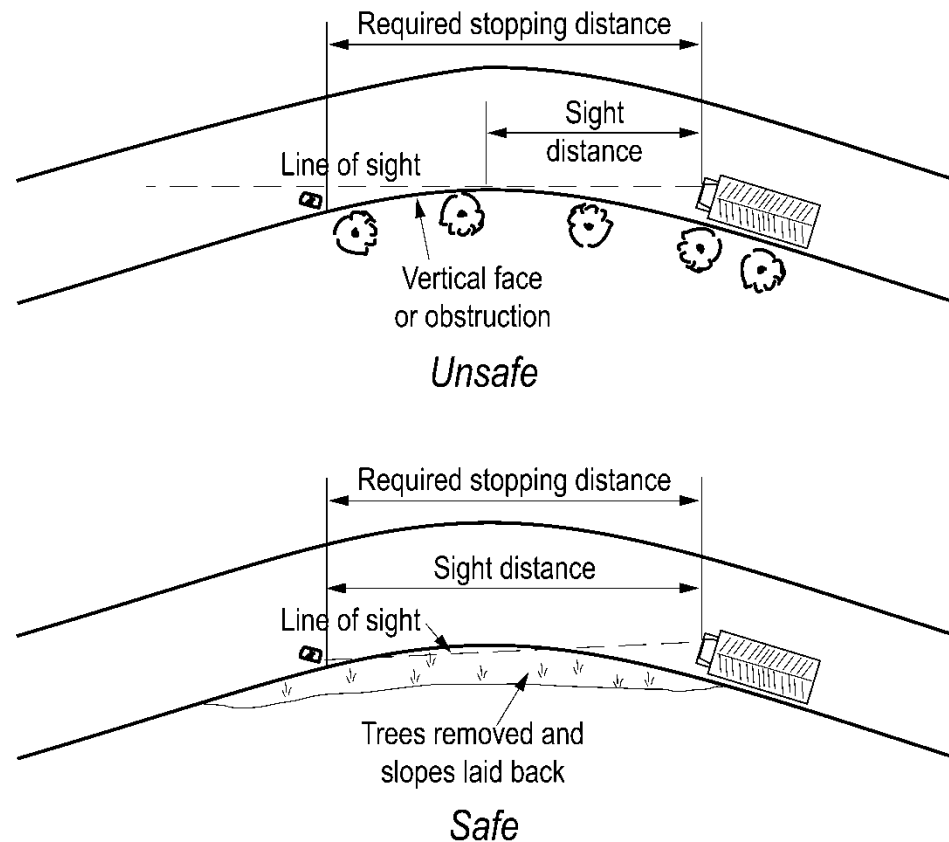 Required stopping distance
Sight
distance
Line of sight
Vertical face
or obstruction
Unsafe
Required stopping distance
Sight distance
Line of sight
Trees removed and
slopes laid back
Safe